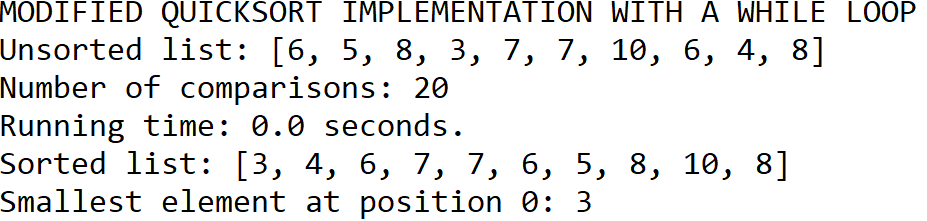 MODIFIED QUICKSORT IMPLEMENTATION WITH A WHILE LOOP
Unsorted list: [6, 5, 8, 3, 7, 7, 10, 6, 4, 8]
Number of comparisons: 20
Running time: 0.0 seconds.
Sorted list: [3, 4, 6, 7, 7, 6, 5, 8, 10, 8]
Smallest element at position 0: 3